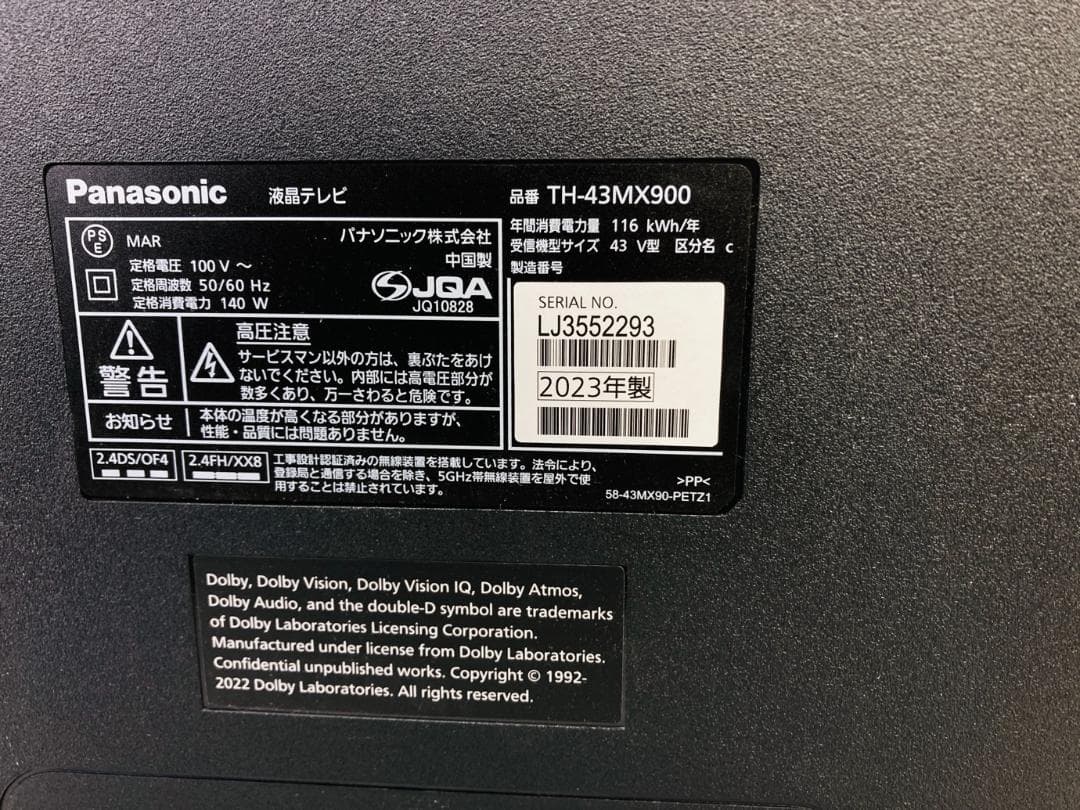 Panasonic 液晶テレビ 品番 TH-43MX900
PS
E
MAR
パナソニック株式会社
中国製
定格電圧 100 V ～
定格周波数 50/60 Hz
定格消費電力 140 W
JQA
JQ10828
年間消費電力量 116 kWh/年
受信機型サイズ 43 V型 区分名 c
製造番号
SERIAL NO.
LJ3552293
2023年製
警告
高圧注意
サービスマン以外の方は、裏ぶたをあけ
ないでください。内部には高電圧部分が
数多くあり、万一さわると危険です。
お知らせ
本体の温度が高くなる部分がありますが、
性能・品質には問題ありません。
2.4DS/OF4
2.4FH/XX8
工事設計認証済みの無線装置を搭載しています。法令により、
登録局と通信する場合を除き、5GHz帯無線装置を屋外で使
用することは禁止されています。
>PP<
58-43MX90-PETZ1
Dolby, Dolby Vision, Dolby Vision IQ, Dolby Atmos,
Dolby Audio, and the double-D symbol are trademarks
of Dolby Laboratories Licensing Corporation.
Manufactured under license from Dolby Laboratories.
Confidential unpublished works. Copyright © 1992-
2022 Dolby Laboratories. All rights reserved.